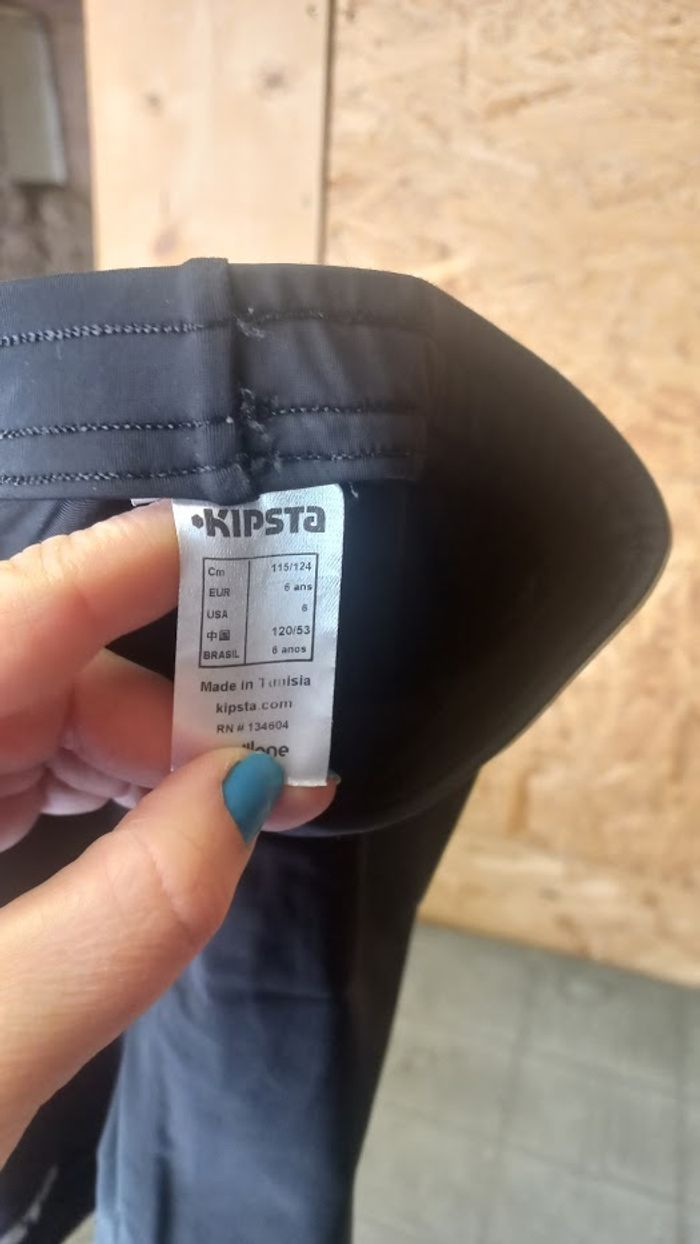 KIPSTA
Cm 115/124
EUR 6 ans
USA 6
中国 120/53
BRASIL 6 anos
Made in Tunisia
kipsta.com
RN # 134604